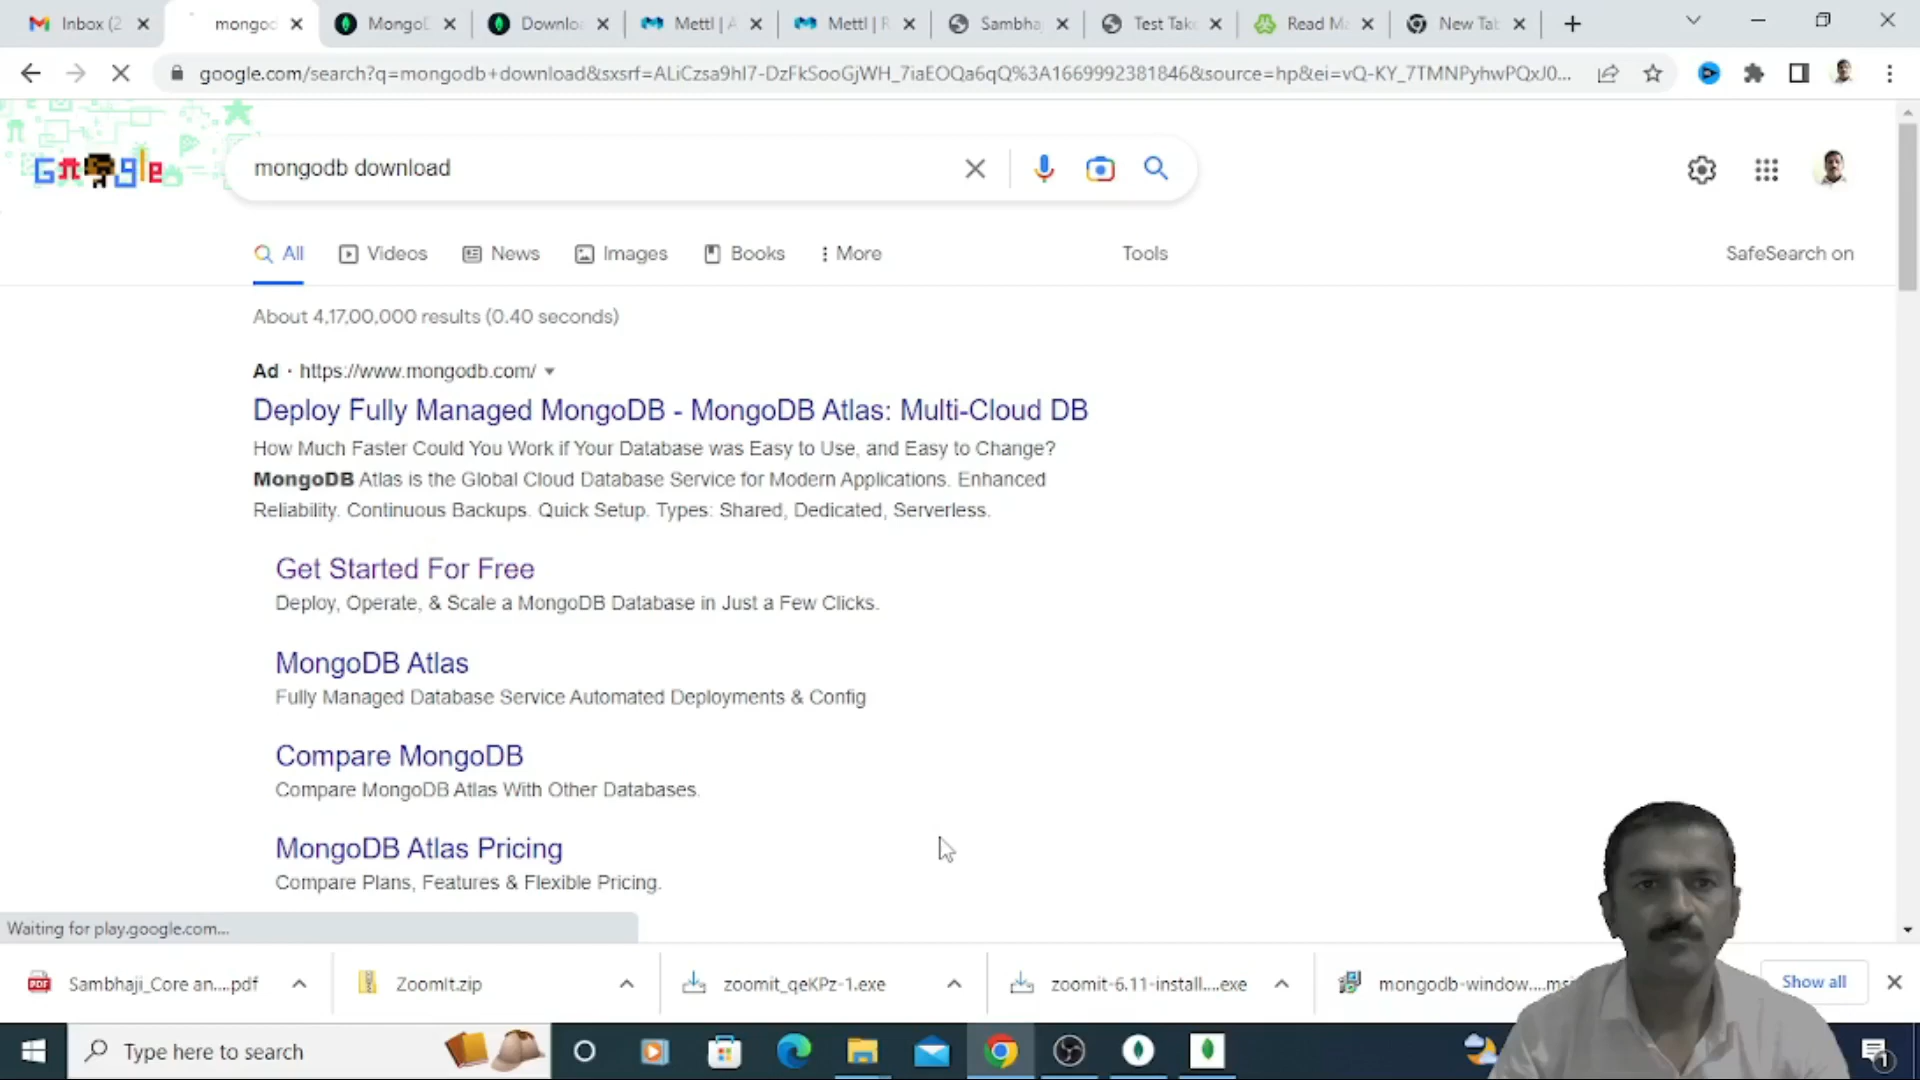 Inbox (2
mongo
Mongo
Downlo
Mettl | A
Mettl | R
Sambha
Test Tak
Read M
New Tab
google.com/search?q=mongodb+download&sxsrf=ALiCzsa9hI7-DzFkSooGjWH_7iaEOQa6qQ%3A1669992381846&source=hp&ei=vQ-KY_7TMNPyhwPQxJ0...
Google
mongodb download
All
Videos
News
Images
Books
More
Tools
SafeSearch on
About 4,17,00,000 results (0.40 seconds)
Ad · https://www.mongodb.com/
Deploy Fully Managed MongoDB - MongoDB Atlas: Multi-Cloud DB
How Much Faster Could You Work if Your Database was Easy to Use, and Easy to Change?
MongoDB Atlas is the Global Cloud Database Service for Modern Applications. Enhanced
Reliability. Continuous Backups. Quick Setup. Types: Shared, Dedicated, Serverless.
Get Started For Free
Deploy, Operate, & Scale a MongoDB Database in Just a Few Clicks.
MongoDB Atlas
Fully Managed Database Service Automated Deployments & Config
Compare MongoDB
Compare MongoDB Atlas With Other Databases.
MongoDB Atlas Pricing
Compare Plans, Features & Flexible Pricing.
Waiting for play.google.com...
Sambhaji_Core an....pdf
ZoomIt.zip
zoomit_qeKPz-1.exe
zoomit-6.11-install....exe
mongodb-window....ms
Show all
Type here to search
1